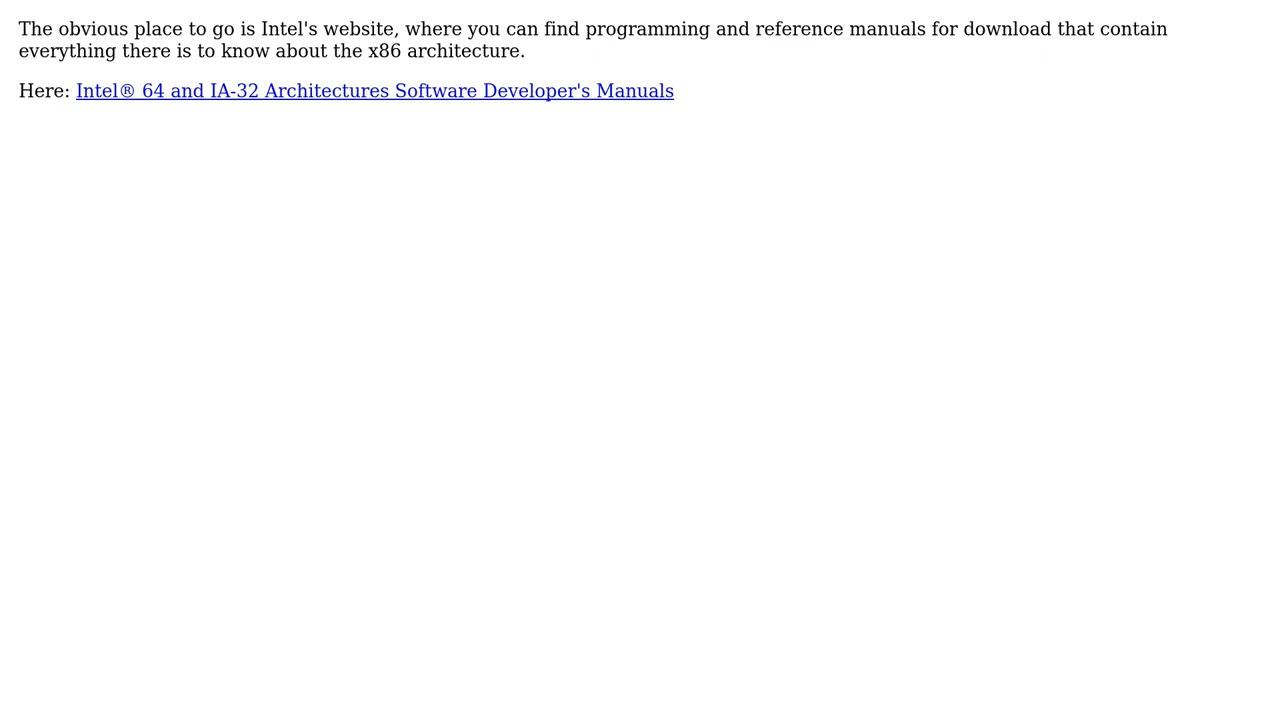 The obvious place to go is Intel's website, where you can find programming and reference manuals for download that contain
everything there is to know about the x86 architecture.
Here: Intel® 64 and IA-32 Architectures Software Developer's Manuals